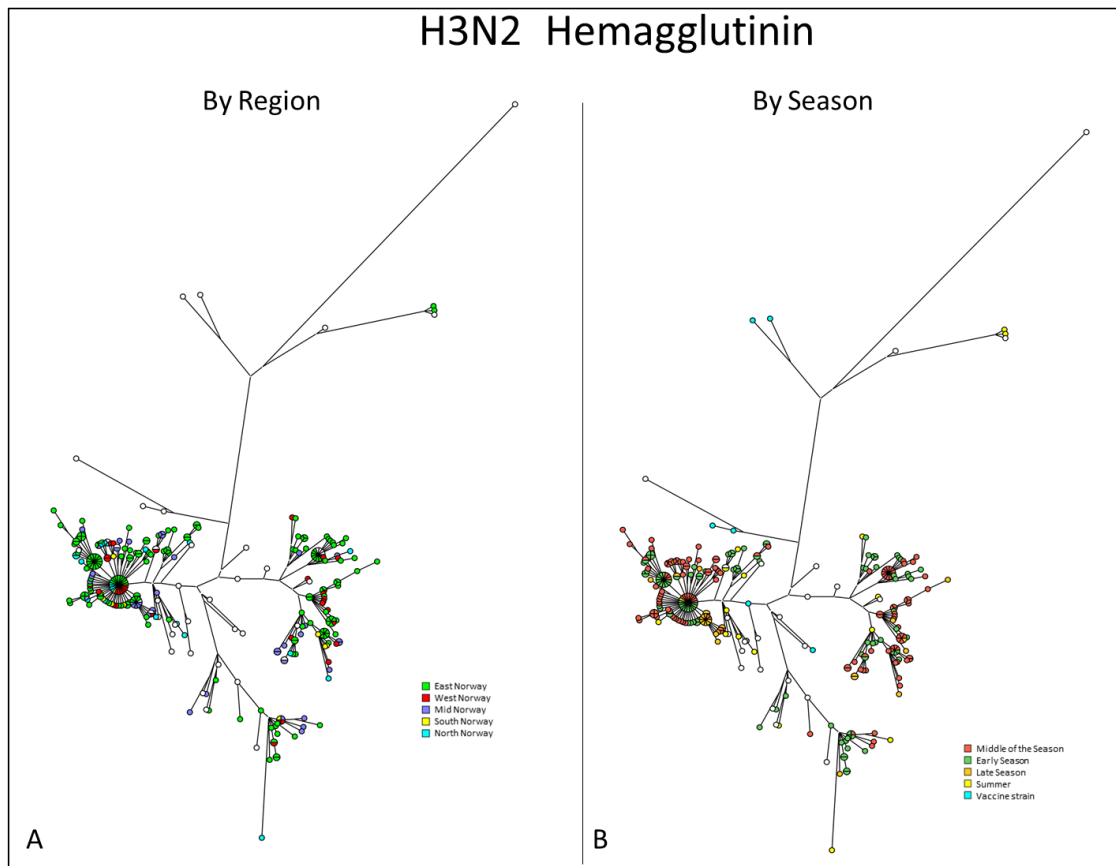 H3N2 Hemagglutinin
By Region
By Season
East Norway
West Norway
Mid Norway
South Norway
North Norway
Middle of the Season
Early Season
Late Season
Summer
Vaccine strain
A
B